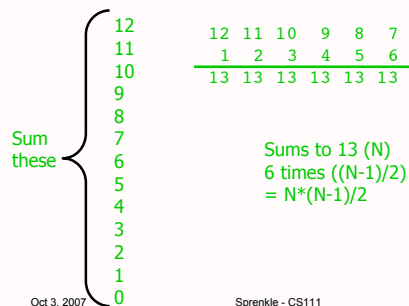 12
11
10
9
8
7
6
5
4
3
2
1
0
Sum
these
12 11 10 9 8 7
1 2 3 4 5 6
13 13 13 13 13 13
Sums to 13 (N)
6 times ((N-1)/2)
= N*(N-1)/2
Oct 3, 2007
Sprenkle - CS111